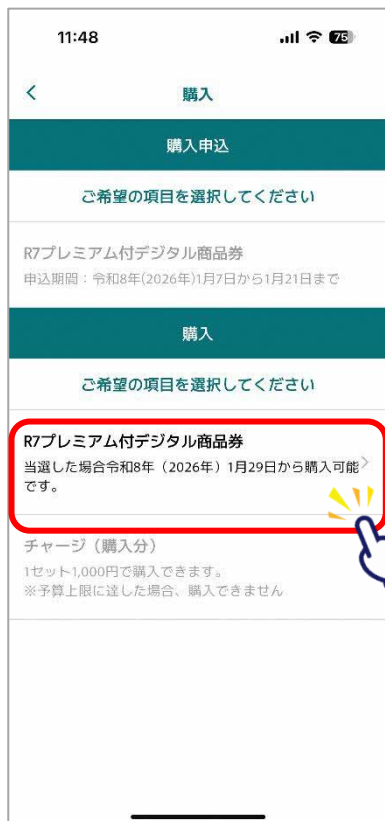 11:48
75
購入
購入申込
ご希望の項目を選択してください
R7プレミアム付デジタル商品券
申込期間：令和8年(2026年)1月7日から1月21日まで
購入
ご希望の項目を選択してください
R7プレミアム付デジタル商品券
当選した場合令和8年（2026年）1月29日から購入可能
です。
チャージ（購入分）
1セット1,000円で購入できます。
※予算上限に達した場合、購入できません